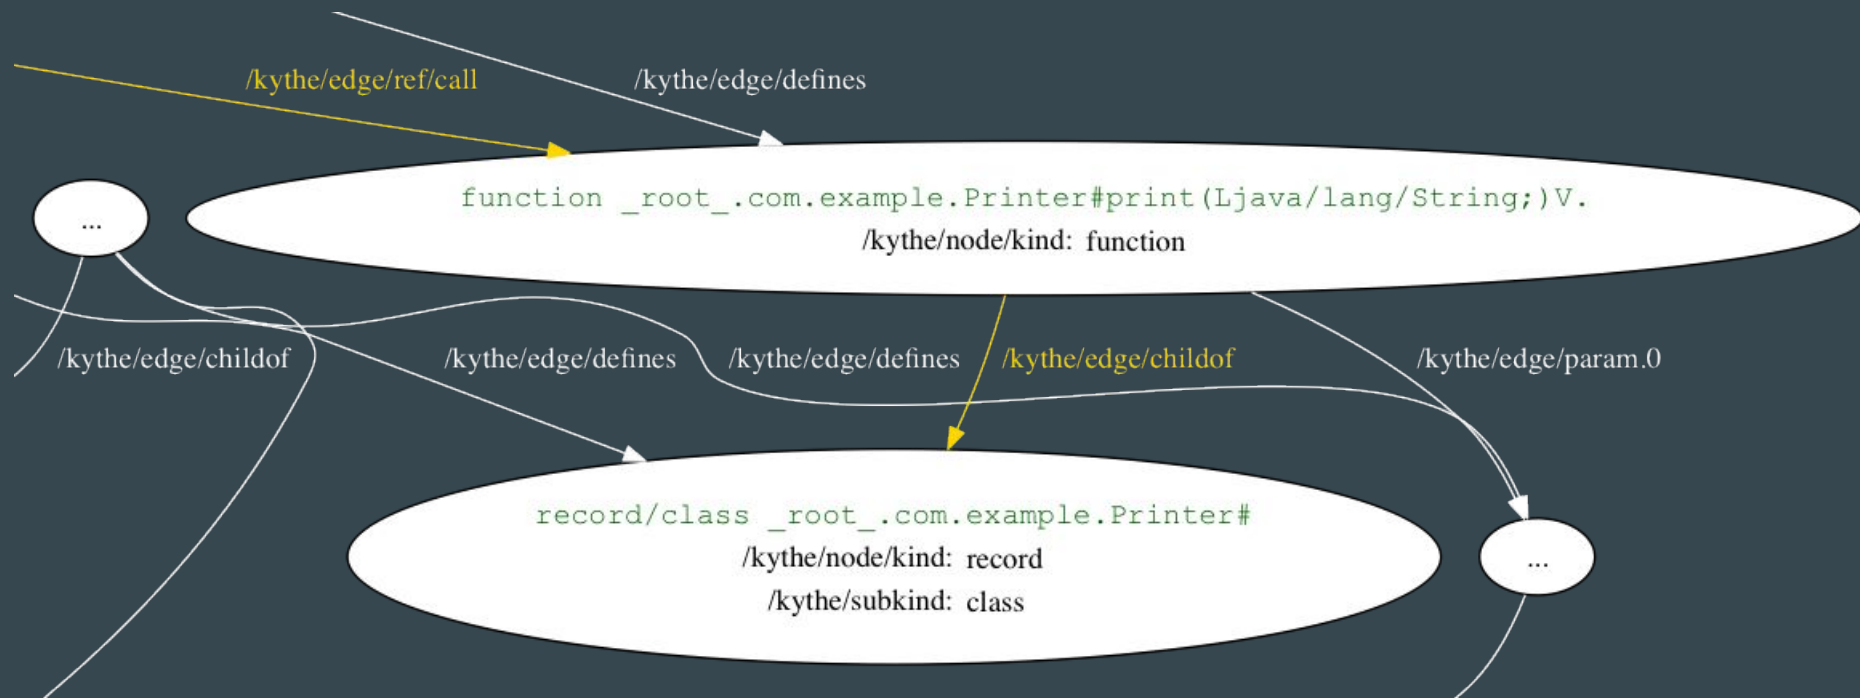 /kythe/edge/ref/call
/kythe/edge/defines
...
function _root_.com.example.Printer#print(Ljava/lang/String;)V.
/kythe/node/kind: function
/kythe/edge/childof
/kythe/edge/defines
/kythe/edge/defines
/kythe/edge/childof
/kythe/edge/param.0
record/class _root_.com.example.Printer#
/kythe/node/kind: record
/kythe/subkind: class
...